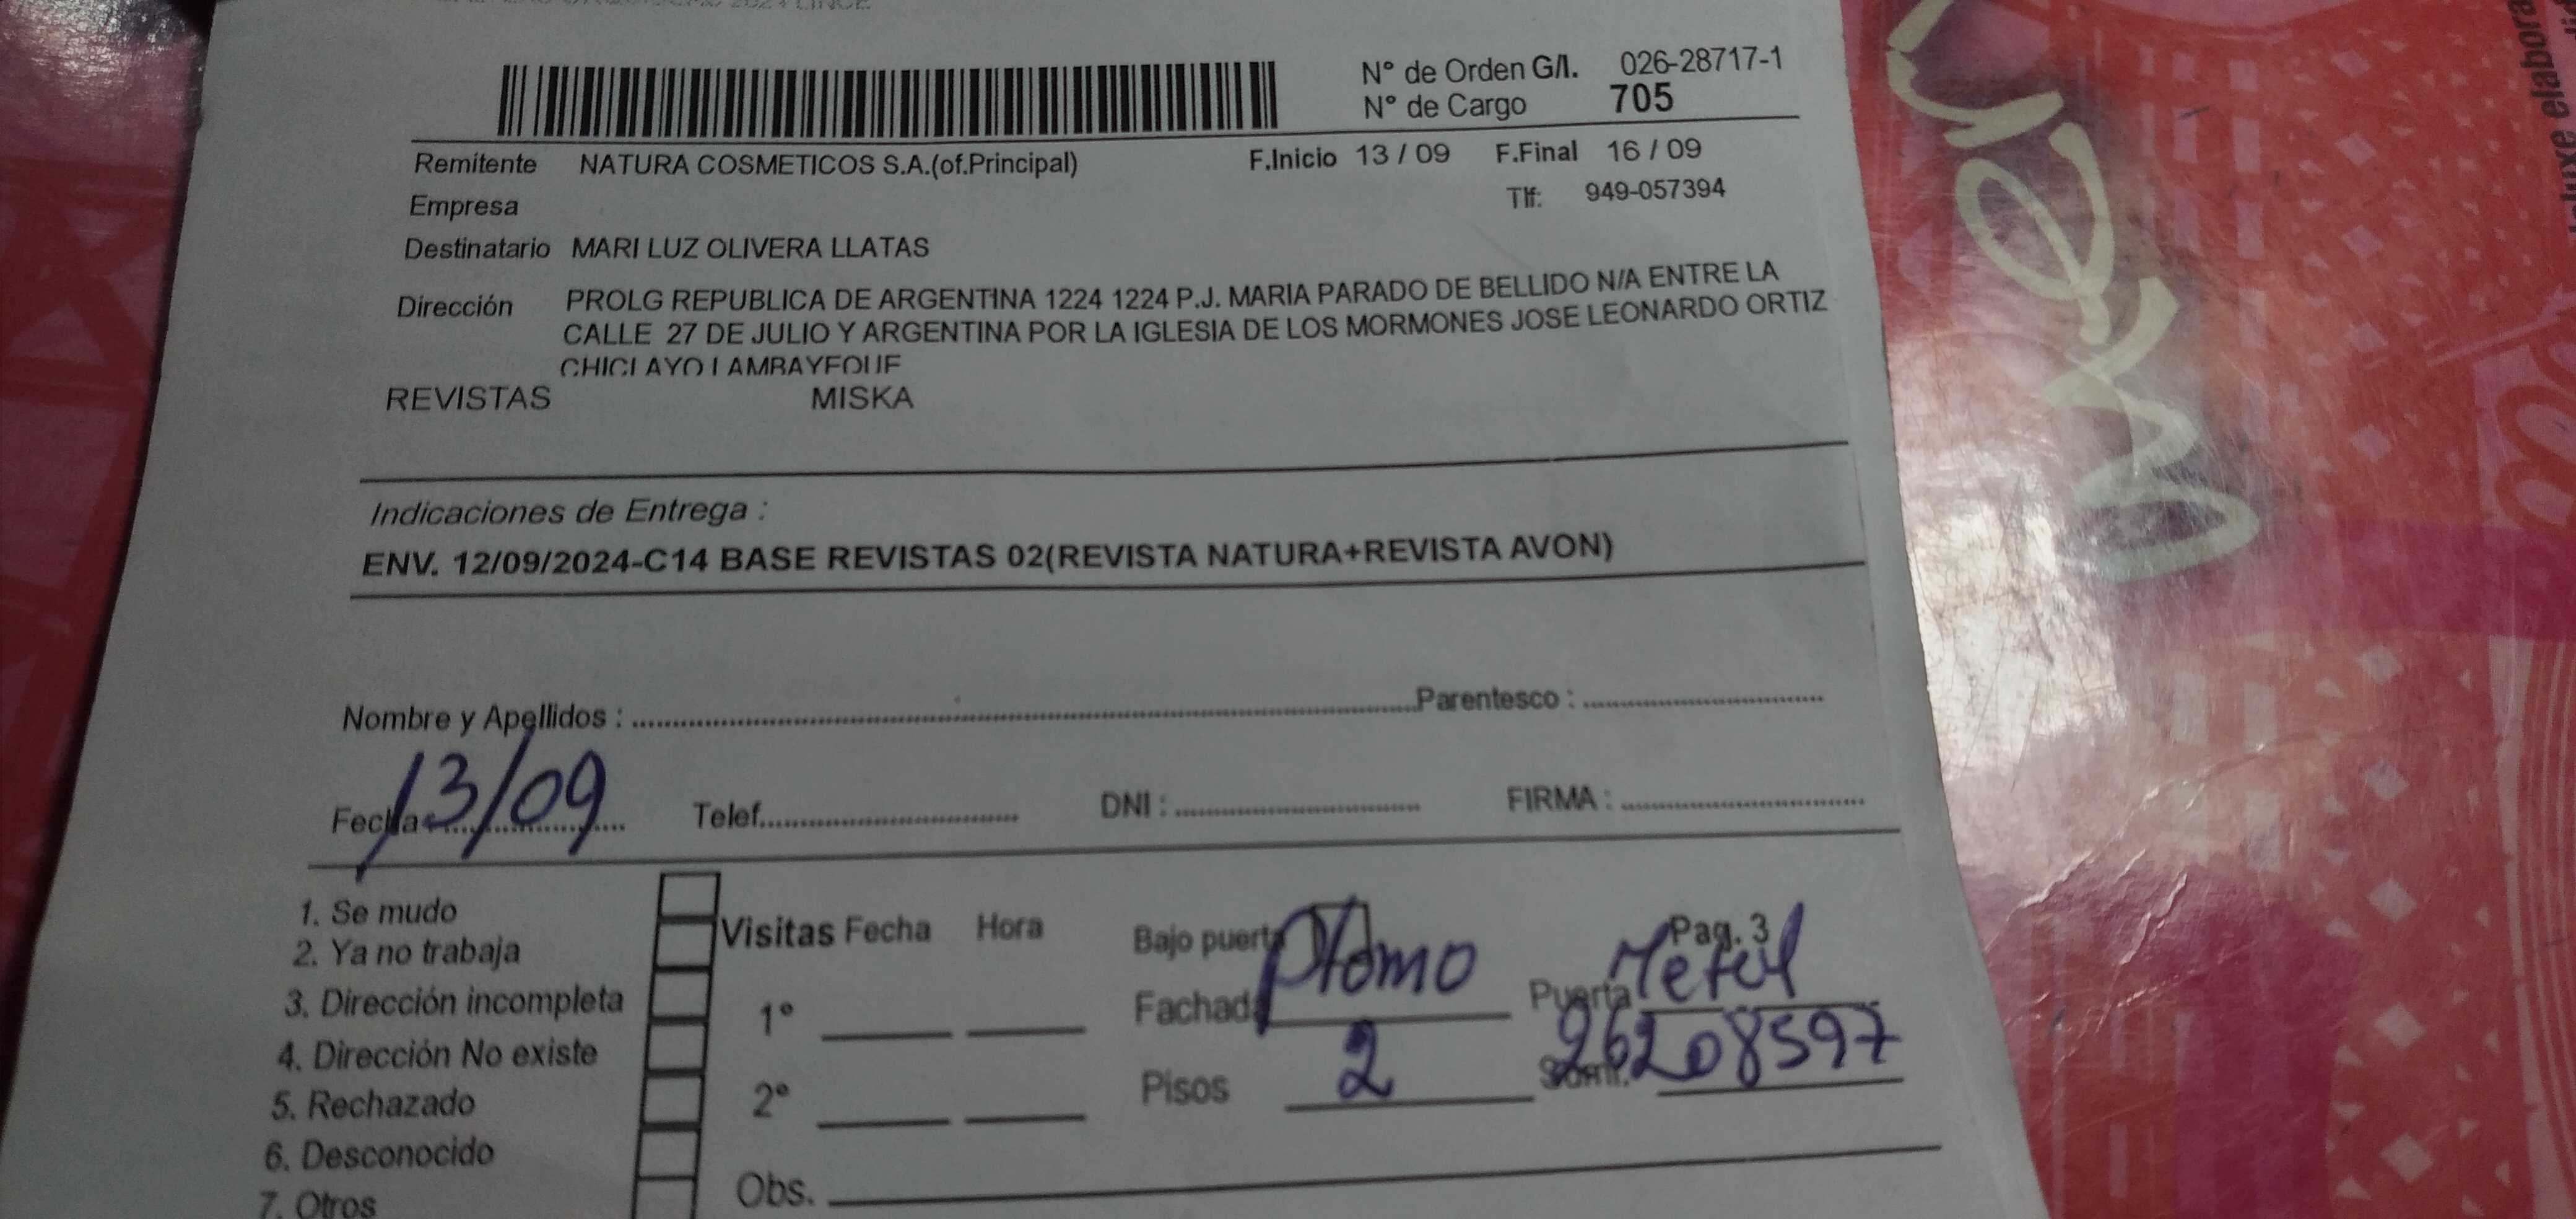 N° de Orden G/I. 026-28717-1
N° de Cargo 705
Remitente NATURA COSMETICOS S.A.(of.Principal) F.Inicio 13 / 09 F.Final 16 / 09
Empresa Tlf: 949-057394
Destinatario MARI LUZ OLIVERA LLATAS
Dirección PROLG REPUBLICA DE ARGENTINA 1224 1224 P.J. MARIA PARADO DE BELLIDO N/A ENTRE LA
CALLE 27 DE JULIO Y ARGENTINA POR LA IGLESIA DE LOS MORMONES JOSE LEONARDO ORTIZ
CHICLAYO LAMBAYEQUE
REVISTAS MISKA
Indicaciones de Entrega :
ENV. 12/09/2024-C14 BASE REVISTAS 02(REVISTA NATURA+REVISTA AVON)
Nombre y Apellidos : Parentesco :
Fecha 13/09 Telef. DNI : FIRMA :
1. Se mudo
2. Ya no trabaja
3. Dirección incompleta
4. Dirección No existe
5. Rechazado
6. Desconocido
7. Otros
Visitas Fecha Hora
1°
2°
Bajo puerta Pag. 3
Fachada Plomo Puerta Metal
Pisos 2 Sumi. 26208597
Obs.